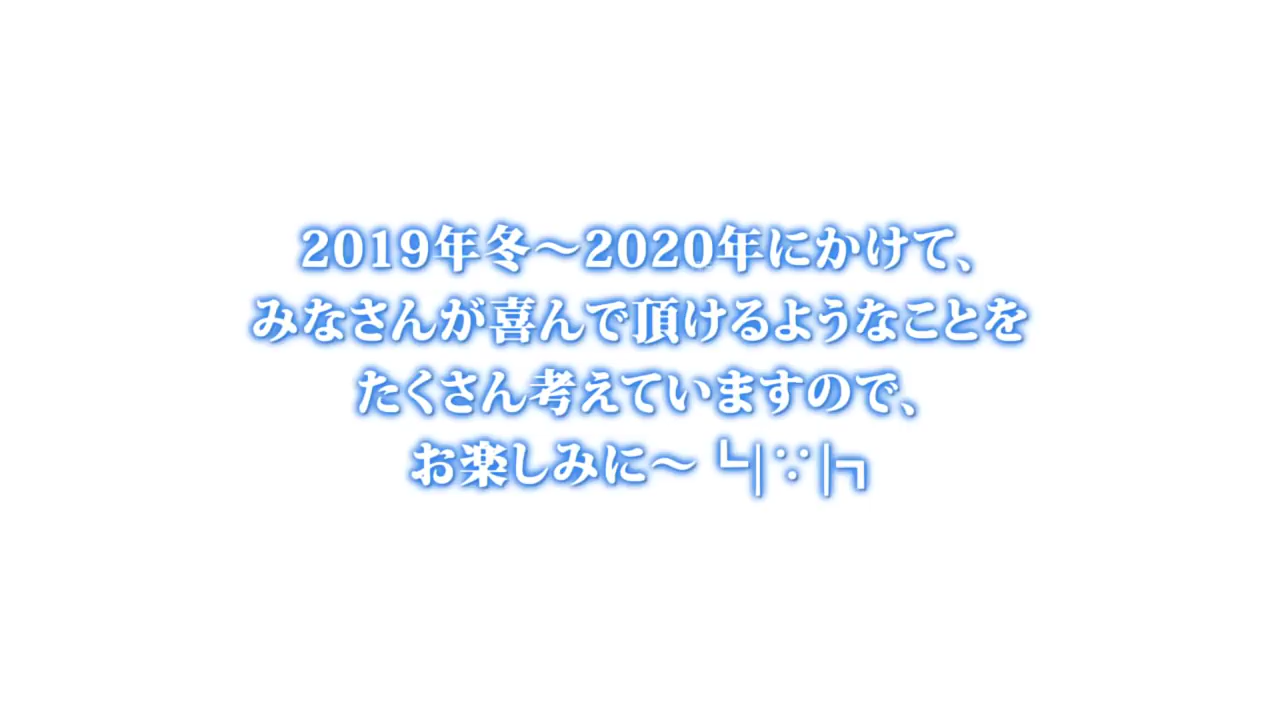 2019年冬～2020年にかけて、
みなさんが喜んで頂けるようなことを
たくさん考えていますので、
お楽しみに～┗|∵|┓